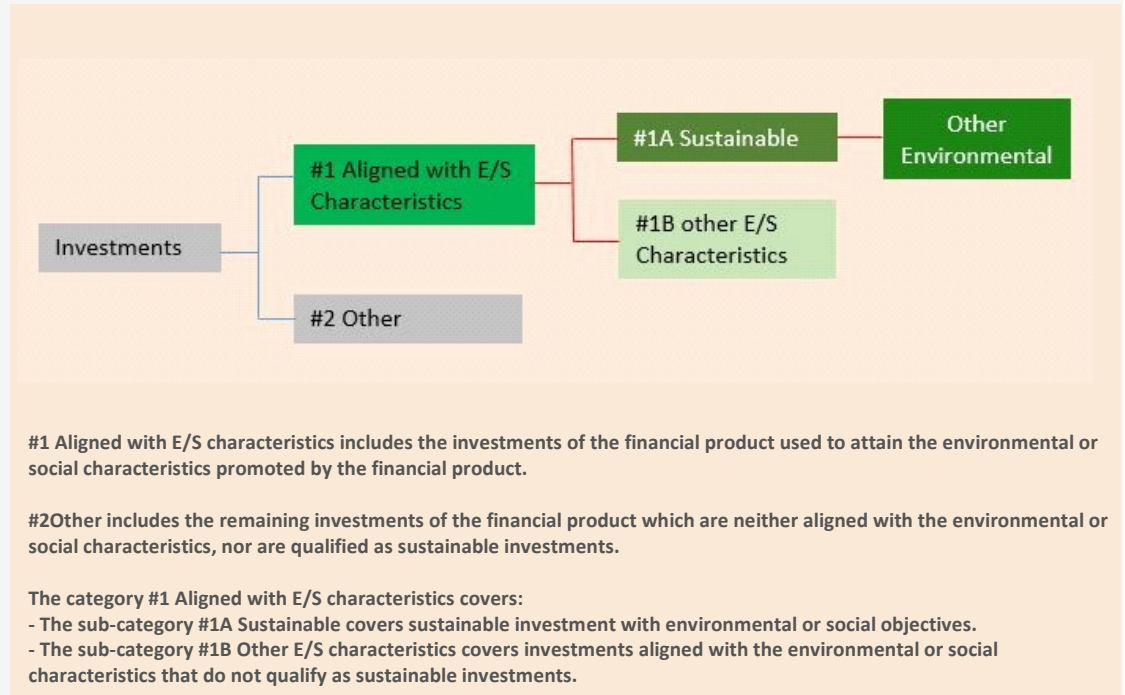 Other
Environmental
#1A Sustainable
#1 Aligned with E/S
Characteristics
#1B other E/S
Characteristics
Investments
#2 Other
#1 Aligned with E/S characteristics includes the investments of the financial product used to attain the environmental or
social characteristics promoted by the financial product.
#2Other includes the remaining investments of the financial product which are neither aligned with the environmental or
social characteristics, nor are qualified as sustainable investments.
The category #1 Aligned with E/S characteristics covers:
- The sub-category #1A Sustainable covers sustainable investment with environmental or social objectives.
- The sub-category #1B Other E/S characteristics covers investments aligned with the environmental or social
characteristics that do not qualify as sustainable investments.